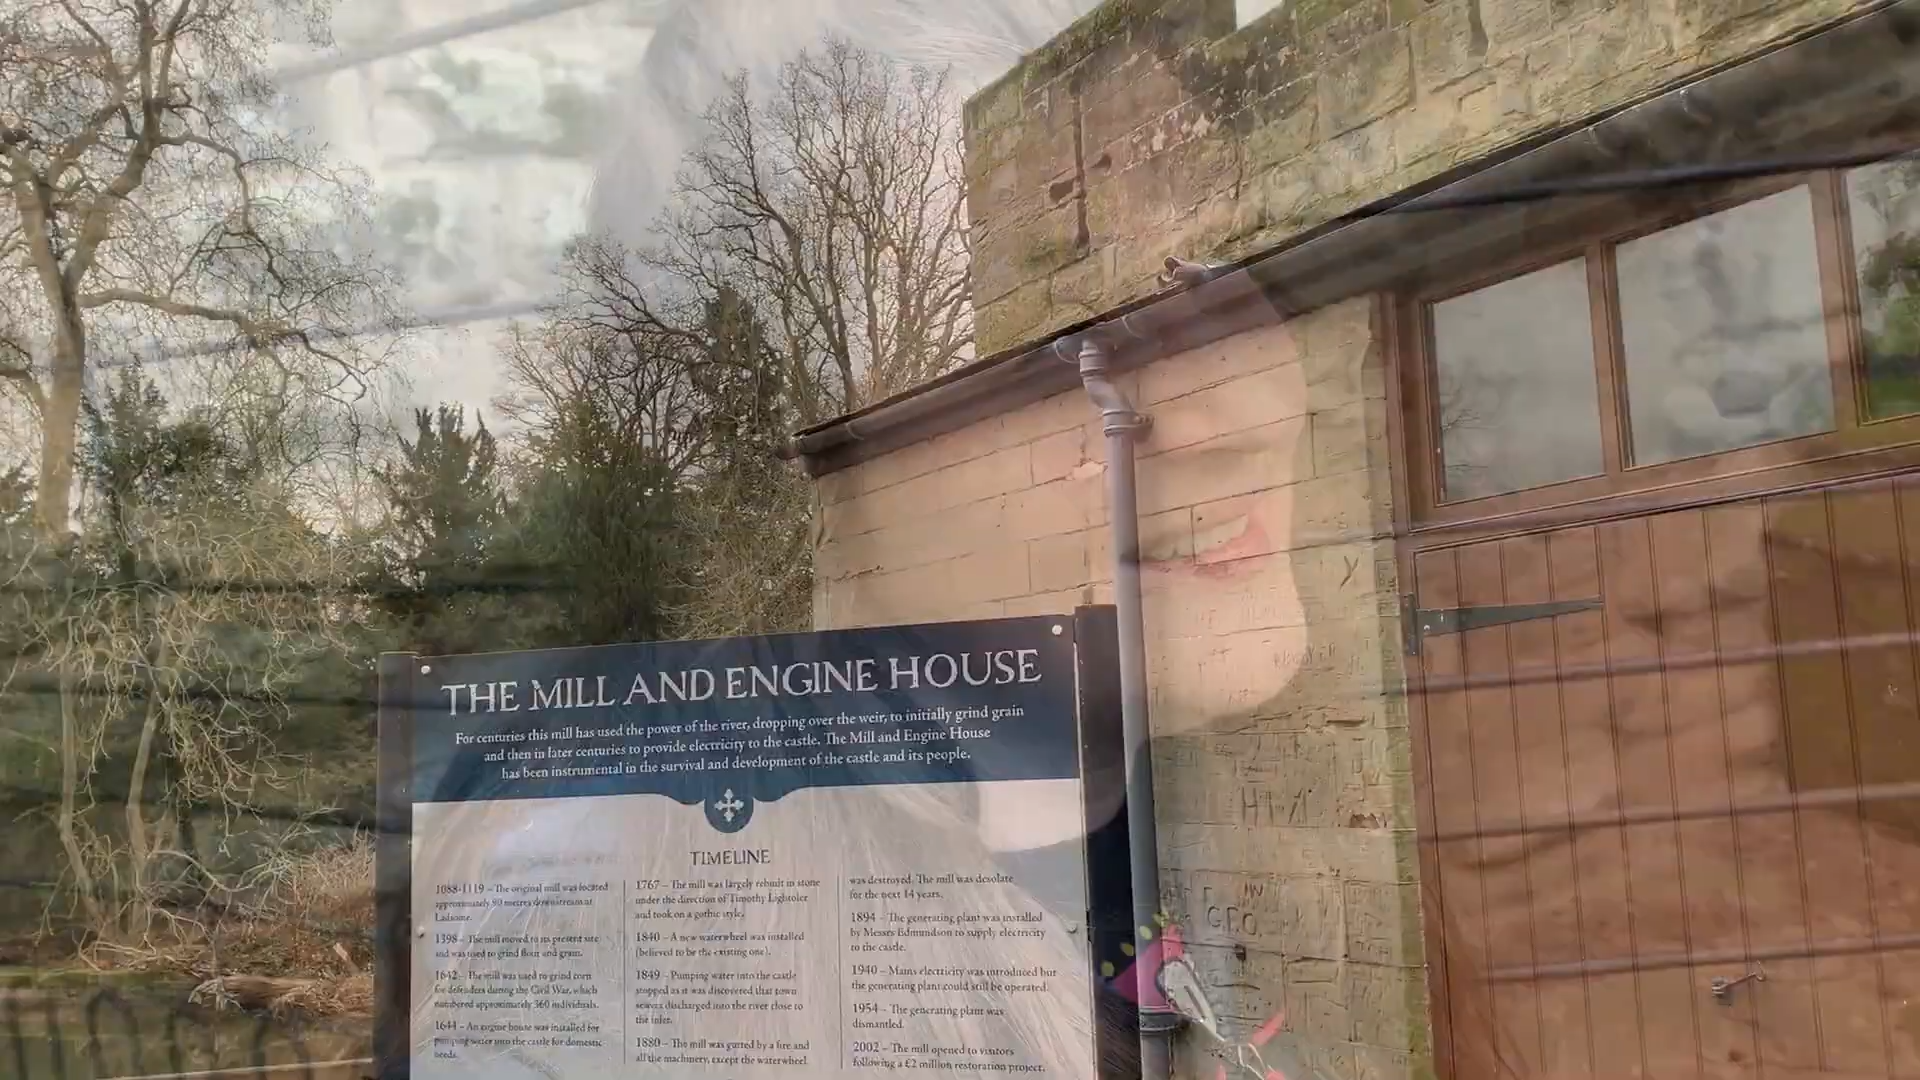 THE MILL AND ENGINE HOUSE
For centuries this mill has used the power of the river, dropping over the weir, to initially grind grain
and then in later centuries to provide electricity to the castle. The Mill and Engine House
has been instrumental in the survival and development of the castle and its people.
TIMELINE
1088-1119 – The original mill was located
approximately 90 metres downstream at
Ladsome.
1398 – The mill moved to its present site
and was used to grind flour and grain.
1642 – The mill was used to grind corn
for defenders during the Civil War, which
numbered approximately 360 individuals.
1644 – An engine house was installed for
pumping water into the castle for domestic
needs.
1767 – The mill was largely rebuilt in stone
under the direction of Timothy Lightoler
and took on a gothic style.
1840 – A new waterwheel was installed
(believed to be the existing one).
1849 – Pumping water into the castle
stopped as it was discovered that town
sewers discharged into the river close to
the inlet.
1880 – The mill was gutted by a fire and
all the machinery, except the waterwheel.
was destroyed. The mill was desolate
for the next 14 years.
1894 – The generating plant was installed
by Messrs Edmundson to supply electricity
to the castle.
1940 – Mains electricity was introduced but
the generating plant could still be operated.
1954 – The generating plant was
dismantled.
2002 – The mill opened to visitors
following a £2 million restoration project.
GEO.